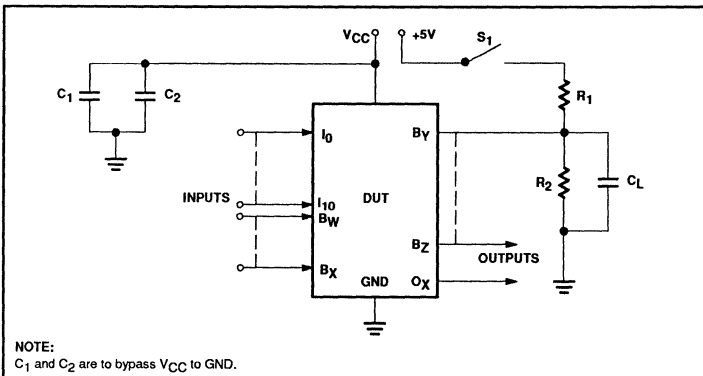 VCC +5V S1
C1 C2 R1
I0 BY
R2 CL
INPUTS I10 DUT
BW
BZ
OUTPUTS
BX GND OX
NOTE:
C1 and C2 are to bypass VCC to GND.